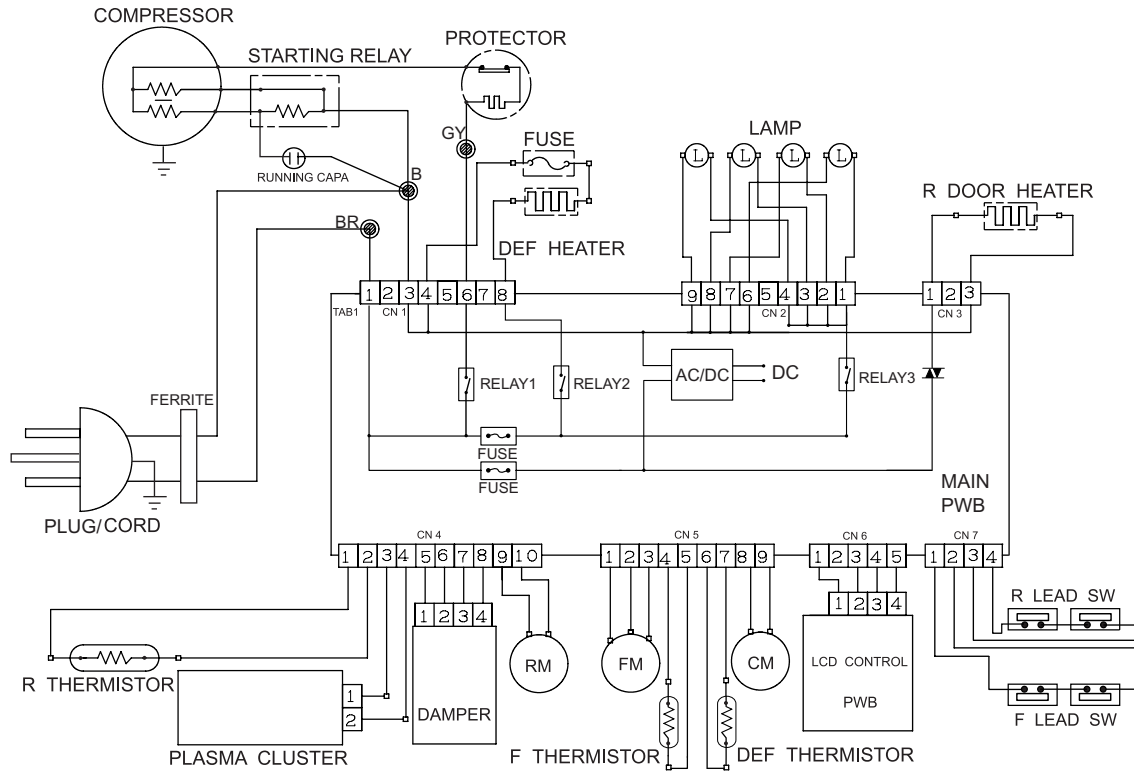 COMPRESSOR
STARTING RELAY
PROTECTOR
GY
FUSE
LAMP
L L L L
R DOOR HEATER
RUNNING CAPA
B
BR
DEF HEATER
1 2 3 4 5 6 7 8
9 8 7 6 5 4 3 2 1
1 2 3
TAB1 CN 1
CN 2
CN 3
RELAY1
RELAY2
AC/DC
DC
RELAY3
FERRITE
FUSE
FUSE
MAIN
PWB
PLUG/CORD
CN 4
CN 5
CN 6
CN 7
1 2 3 4 5 6 7 8 9 10
1 2 3 4 5 6 7 8 9
1 2 3 4 5
1 2 3 4
R LEAD SW
1 2 3 4
1 2 3 4
R THERMISTOR
RM
FM
CM
LCD CONTROL
PWB
1
2
DAMPER
F LEAD SW
PLASMA CLUSTER
F THERMISTOR
DEF THERMISTOR